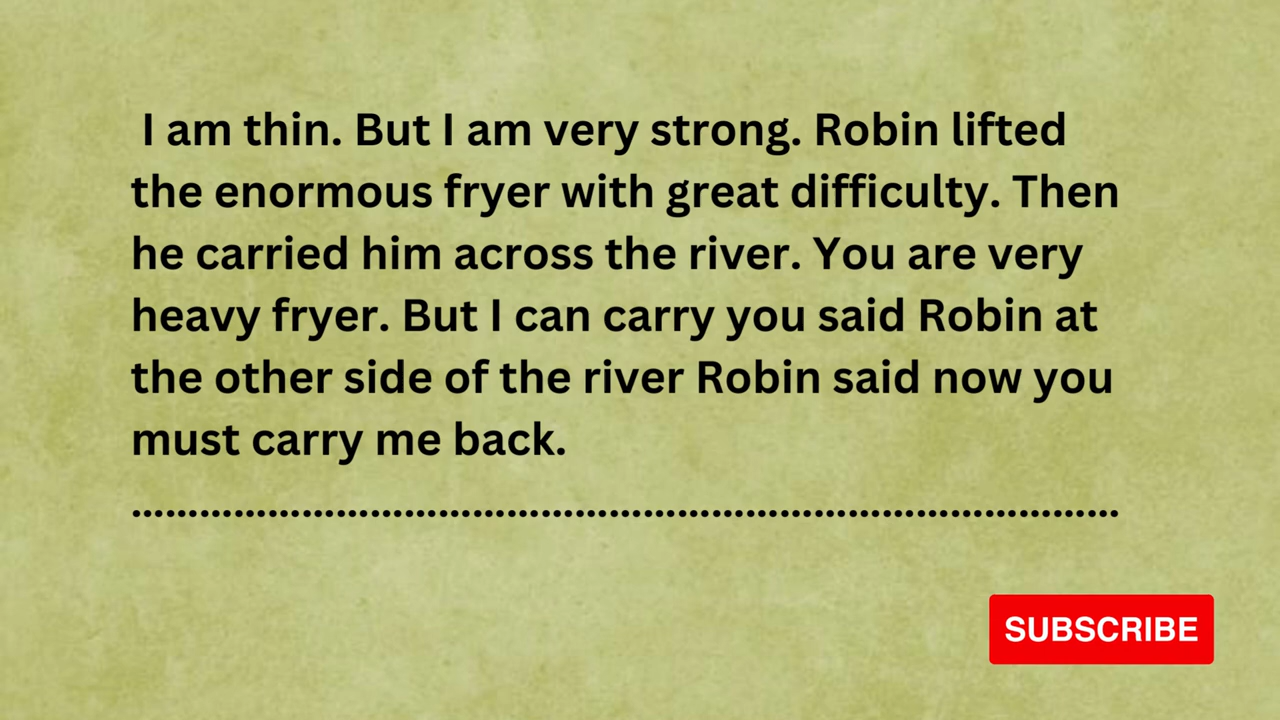 I am thin. But I am very strong. Robin lifted
the enormous fryer with great difficulty. Then
he carried him across the river. You are very
heavy fryer. But I can carry you said Robin at
the other side of the river Robin said now you
must carry me back.
………………………………………………………………………………
SUBSCRIBE